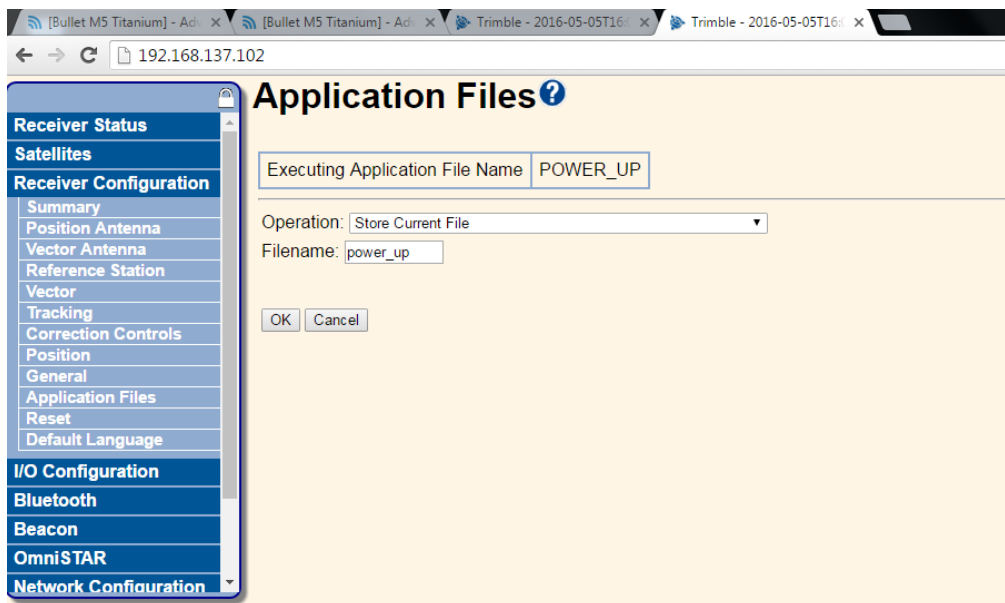 [Bullet M5 Titanium] - Adv
[Bullet M5 Titanium] - Adv
Trimble - 2016-05-05T16:
Trimble - 2016-05-05T16:
192.168.137.102
Application Files?
Receiver Status
Satellites
Receiver Configuration
Summary
Position Antenna
Vector Antenna
Reference Station
Vector
Tracking
Correction Controls
Position
General
Application Files
Reset
Default Language
I/O Configuration
Bluetooth
Beacon
OmniSTAR
Network Configuration
Executing Application File Name POWER_UP
Operation: Store Current File
Filename: power_up
OK Cancel